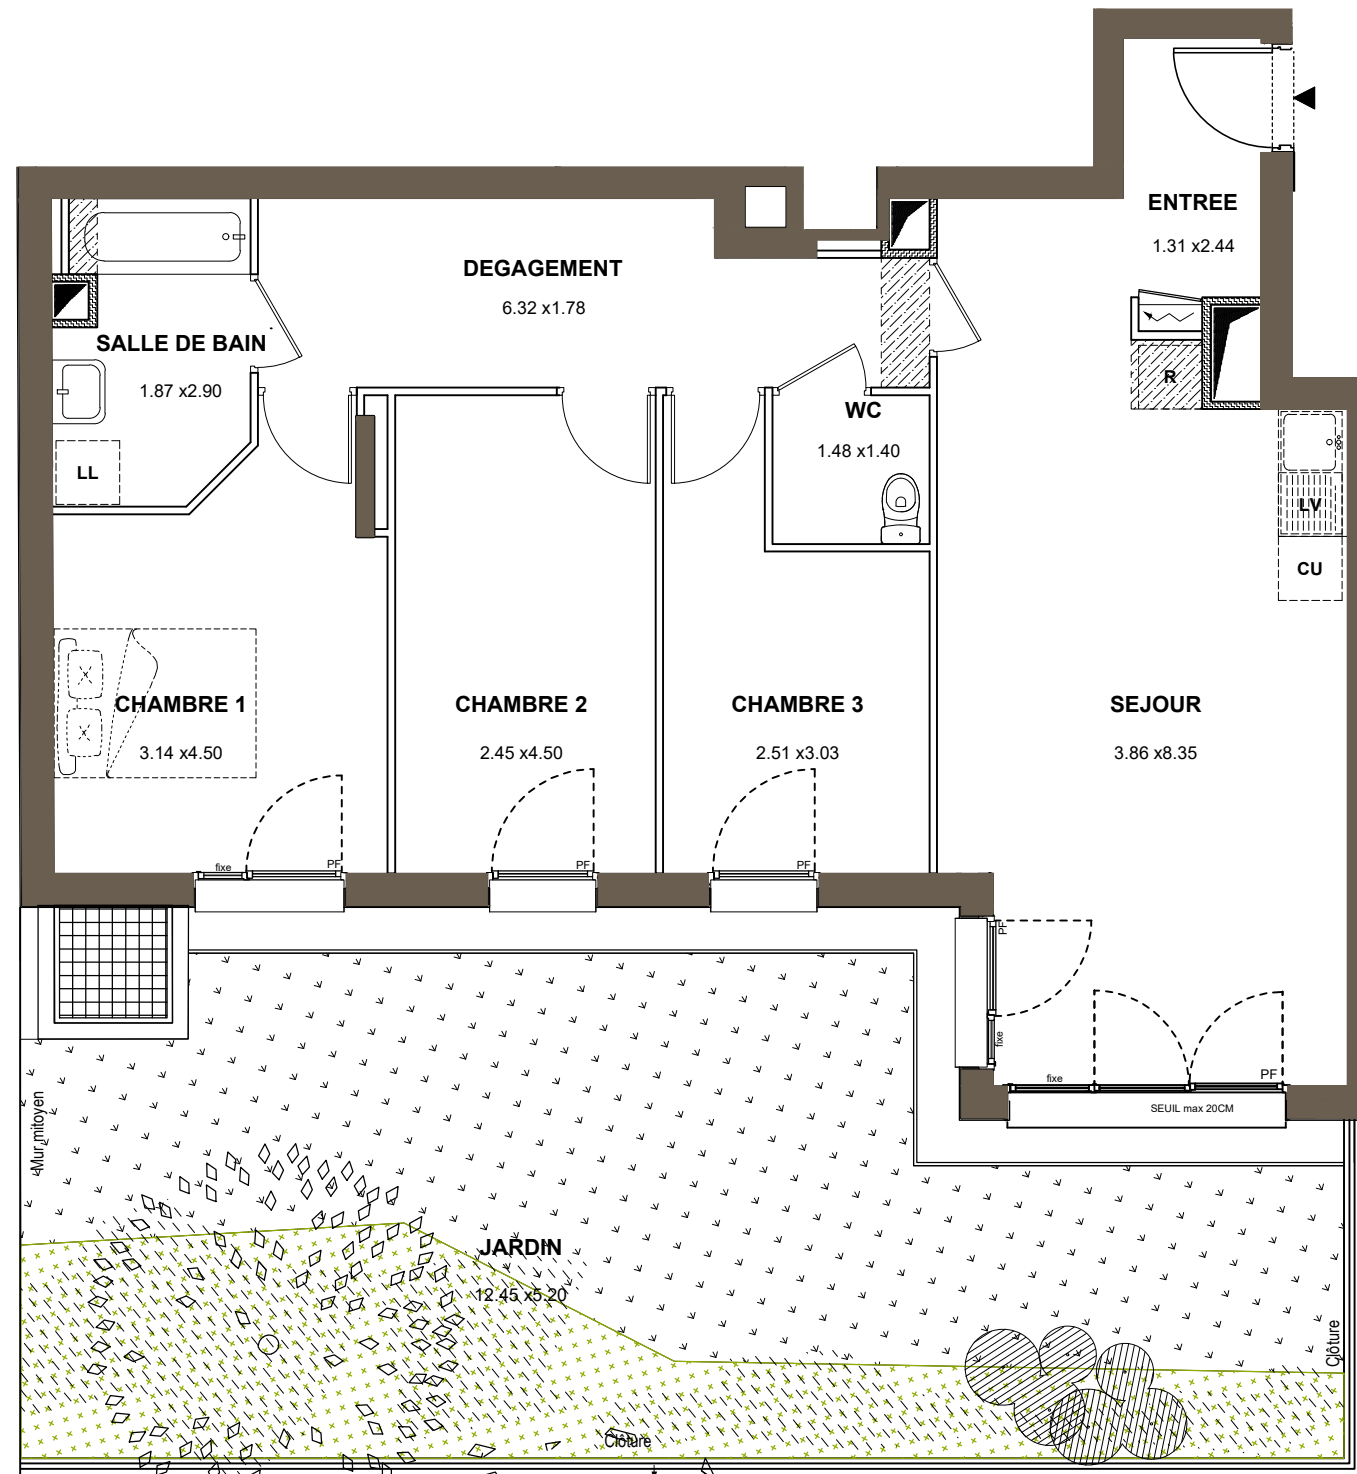 ENTREE
1.31 x2.44
DEGAGEMENT
6.32 x1.78
SALLE DE BAIN
1.87 x2.90
R
WC
1.48 x1.40
LL
LV
CU
CHAMBRE 1
3.14 x4.50
CHAMBRE 2
2.45 x4.50
CHAMBRE 3
2.51 x3.03
SEJOUR
3.86 x8.35
fixe
PF
PF
PF
PF
fixe
fixe
PF
SEUIL max 20CM
Mur mitoyen
JARDIN
12.45 x5.20
Clôture
Clôture